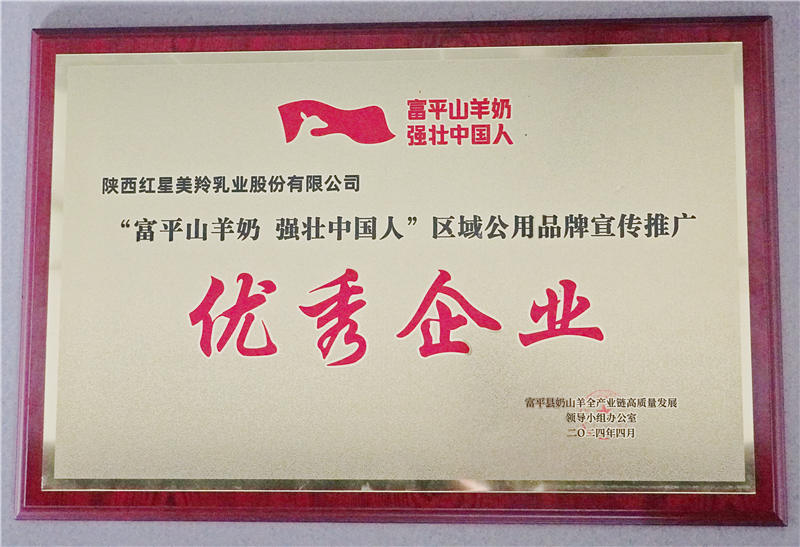 富平山羊奶
强壮中国人
陕西红星美羚乳业股份有限公司
“富平山羊奶 强壮中国人”区域公用品牌宣传推广
优秀企业
富平县奶山羊全产业链高质量发展
领导小组办公室
二〇二四年四月